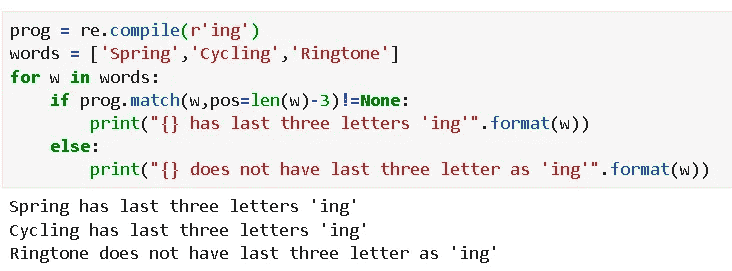 prog = re.compile(r'ing')
words = ['Spring','Cycling','Ringtone']
for w in words:
    if prog.match(w,pos=len(w)-3)!=None:
        print("{} has last three letters 'ing'".format(w))
    else:
        print("{} does not have last three letter as 'ing'".format(w))
Spring has last three letters 'ing'
Cycling has last three letters 'ing'
Ringtone does not have last three letter as 'ing'